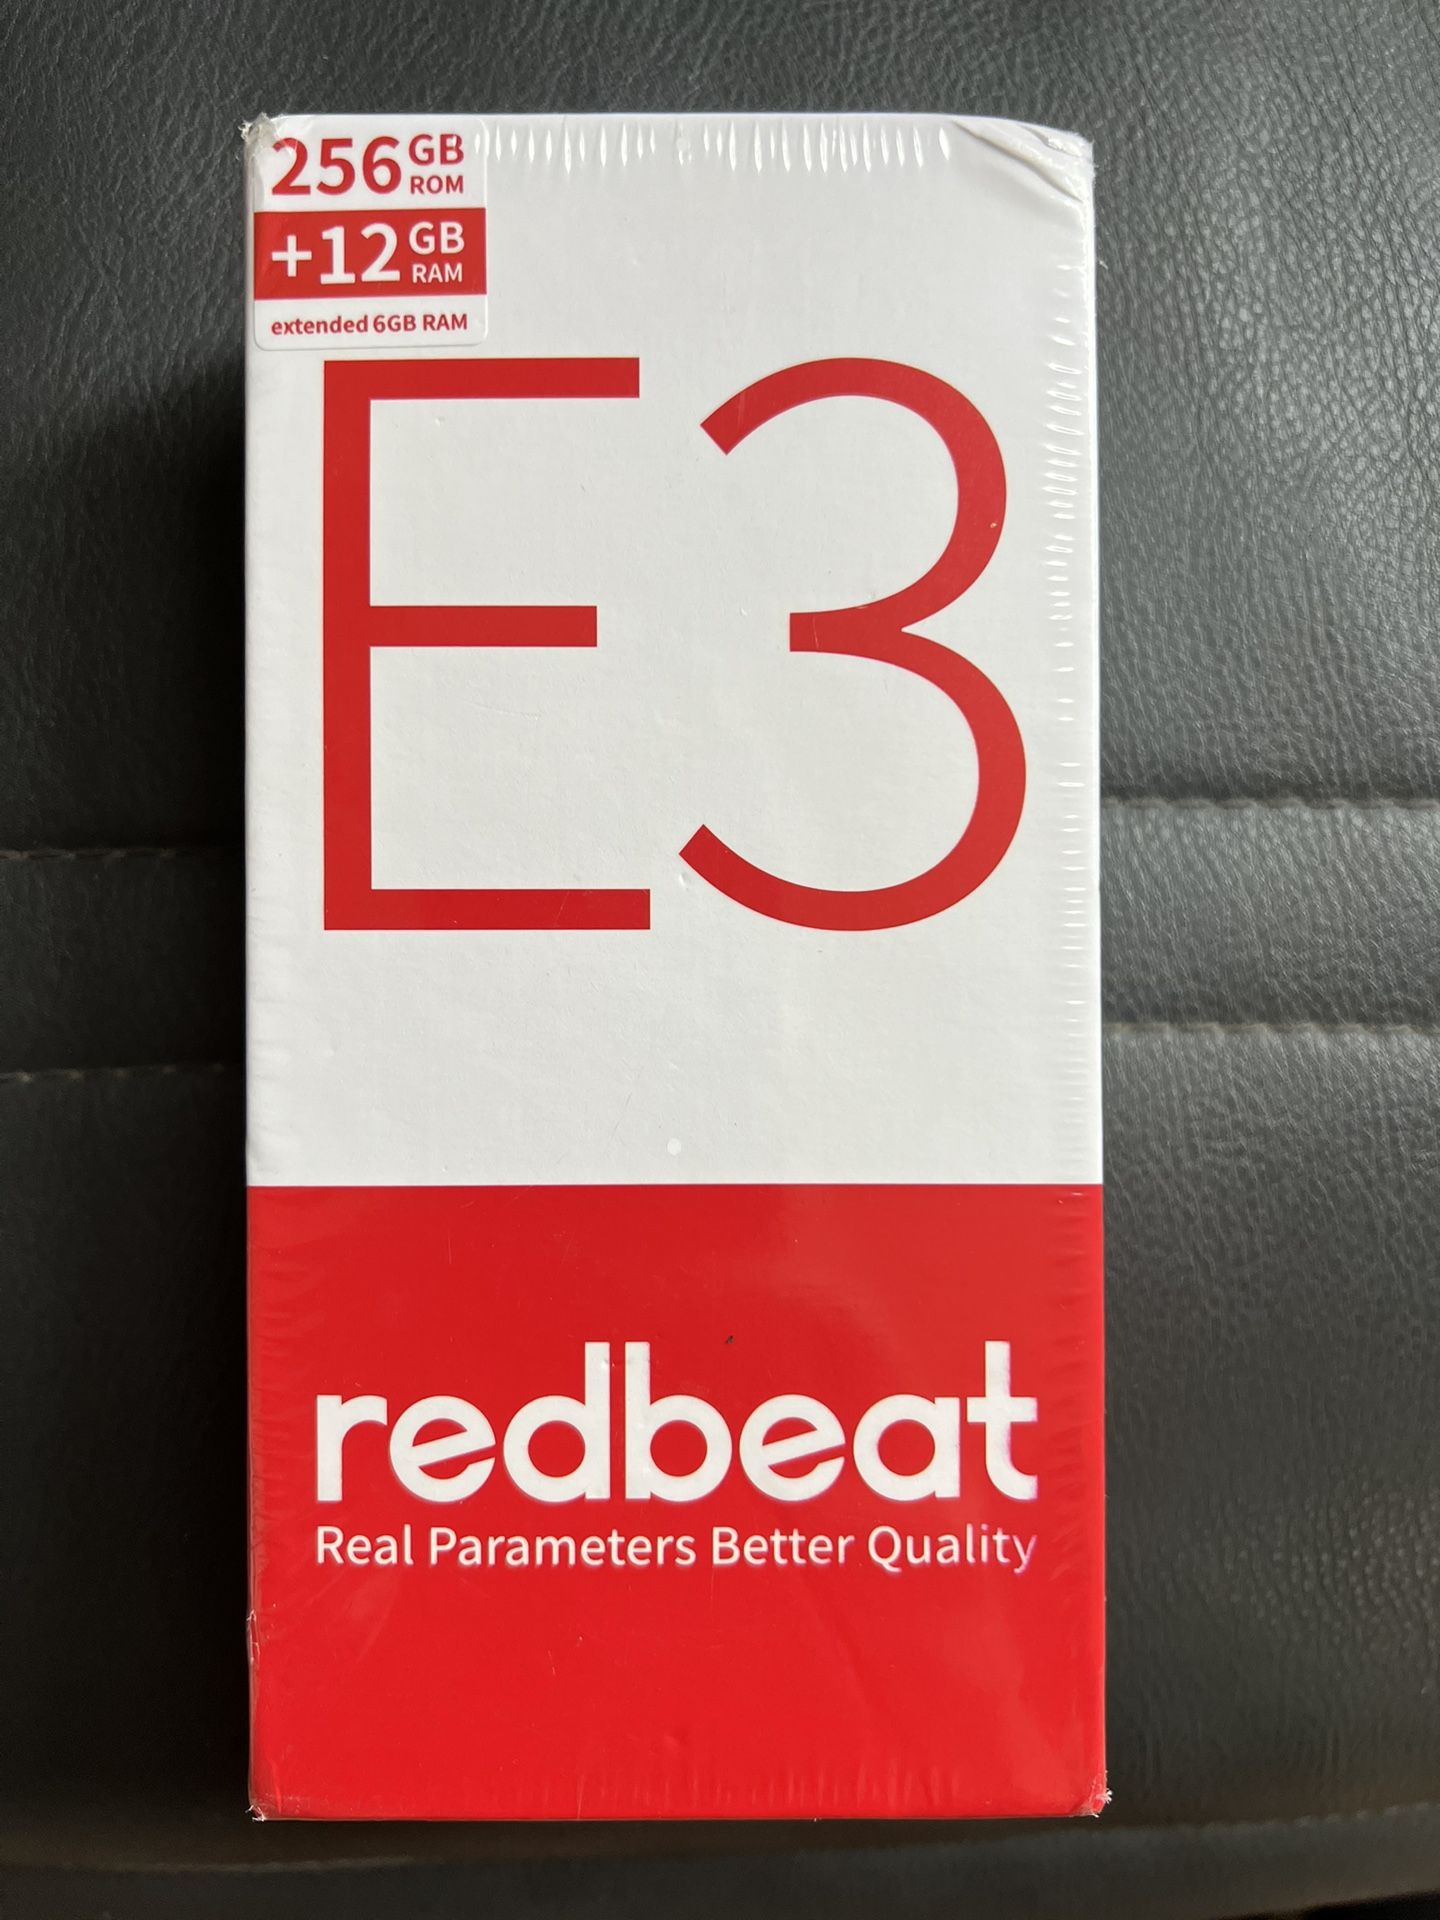 256 GB ROM
+12 GB RAM
extended 6GB RAM
E3
redbeat
Real Parameters Better Quality